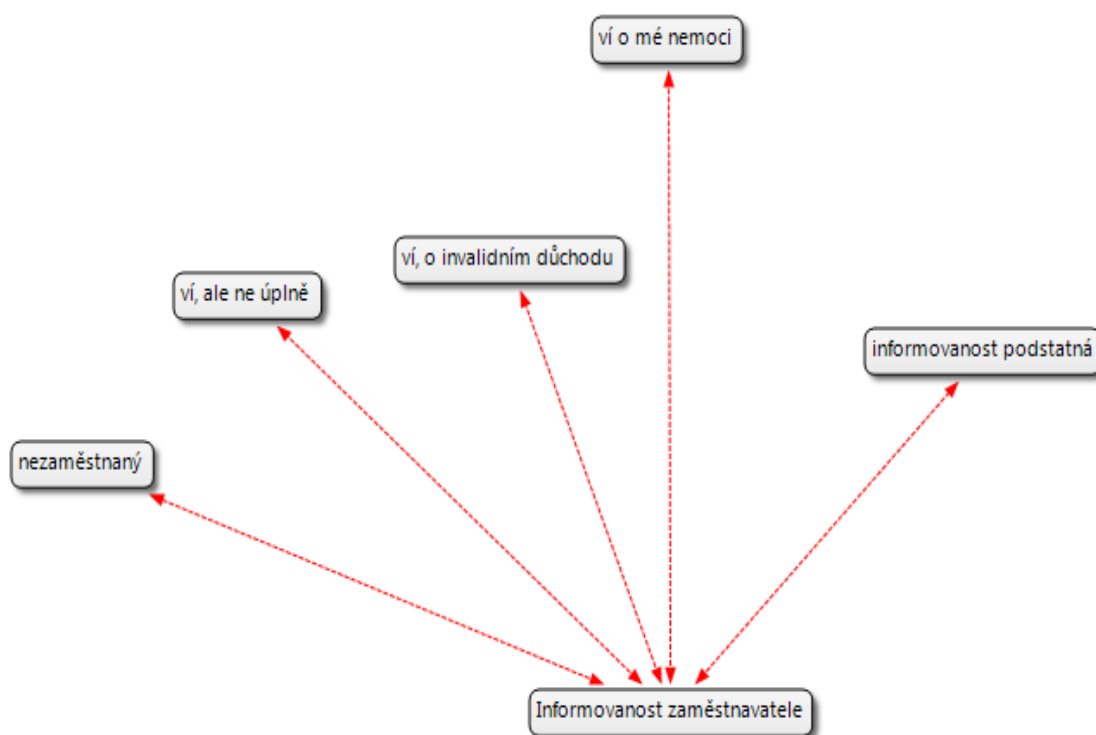 ví o mé nemoci
ví, o invalidním důchodu
ví, ale ne úplně
informovanost podstatná
nezaměstnaný
Informovanost zaměstnavatele